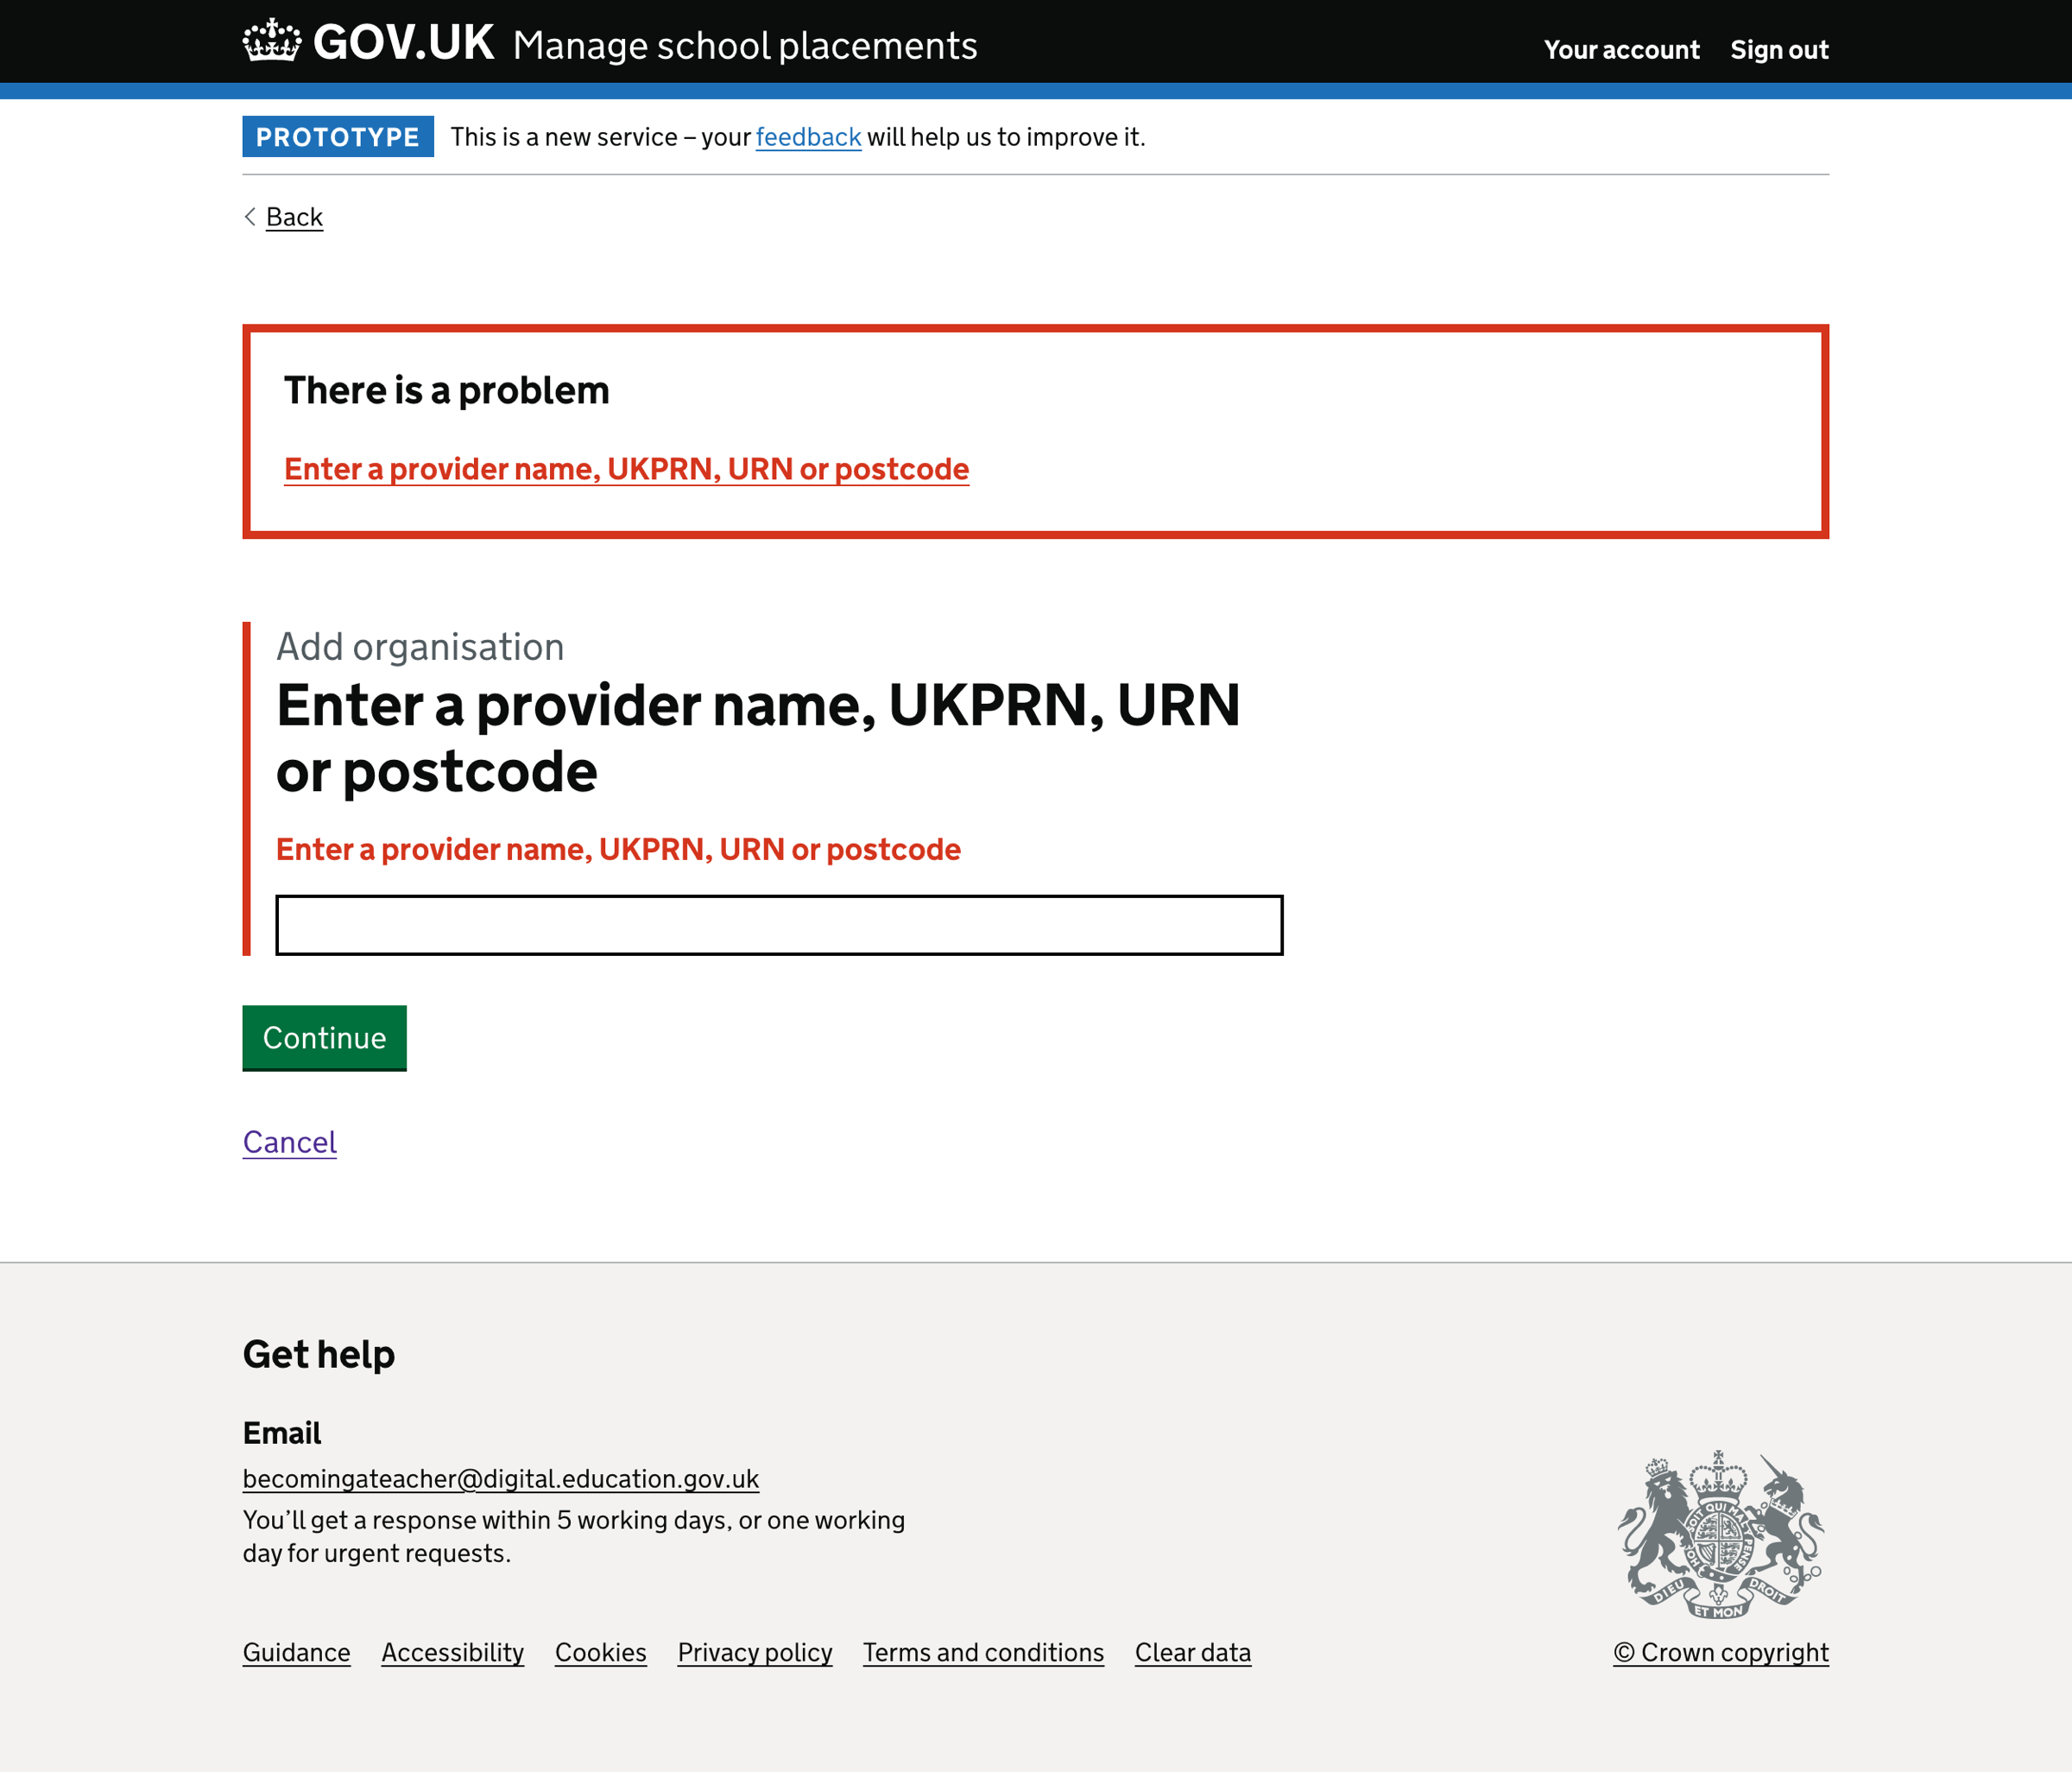 GOV.UK Manage school placements
Your account
Sign out
PROTOTYPE
This is a new service – your feedback will help us to improve it.
Back
There is a problem
Enter a provider name, UKPRN, URN or postcode
Add organisation
Enter a provider name, UKPRN, URN
or postcode
Enter a provider name, UKPRN, URN or postcode
Continue
Cancel
Get help
Email
becomingateacher@digital.education.gov.uk
You’ll get a response within 5 working days, or one working
day for urgent requests.
DIEU ET MON DROIT
Guidance
Accessibility
Cookies
Privacy policy
Terms and conditions
Clear data
© Crown copyright